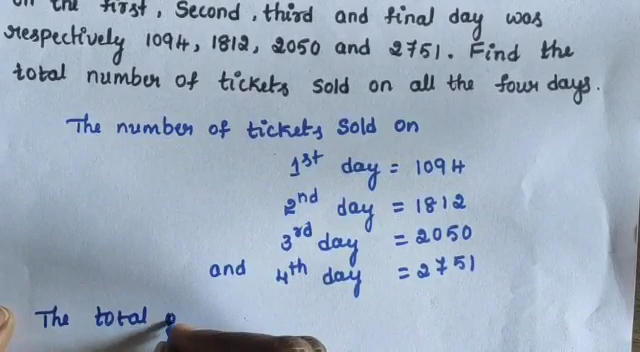 on the first, Second, third and final day was
respectively 1094, 1812, 2050 and 2751. Find the
total number of tickets sold on all the four days.
The number of tickets Sold on
1st day = 1094
2nd day = 1812
3rd day = 2050
and 4th day = 2751
The total